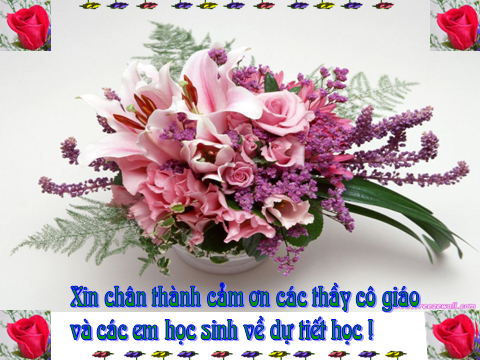 Xin chân thành cảm ơn các thầy cô giáo
và các em học sinh về dự tiết học !